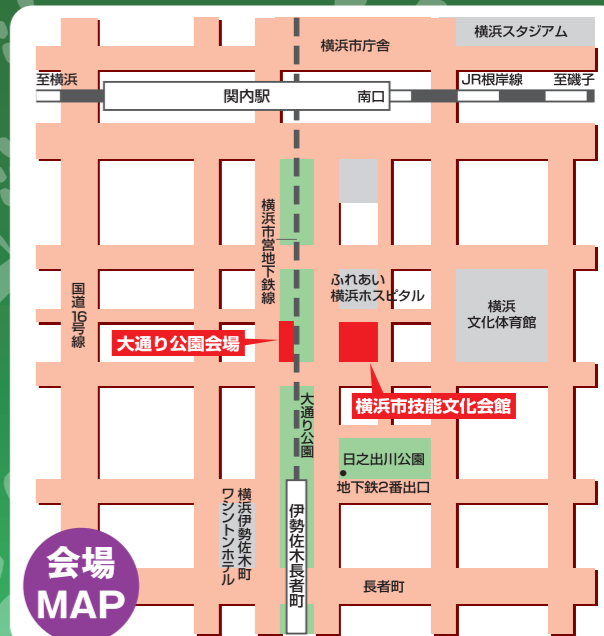 横浜スタジアム
横浜市庁舎
至横浜
JR根岸線
至磯子
関内駅
南口
横浜市営地下鉄線
国道16号線
ふれあい
横浜ホスピタル
横浜
文化体育館
大通り公園会場
横浜市技能文化会館
大通り公園
日之出川公園
地下鉄2番出口
横浜伊勢佐木町
ワシントンホテル
伊勢佐木長者町
長者町
会場
MAP